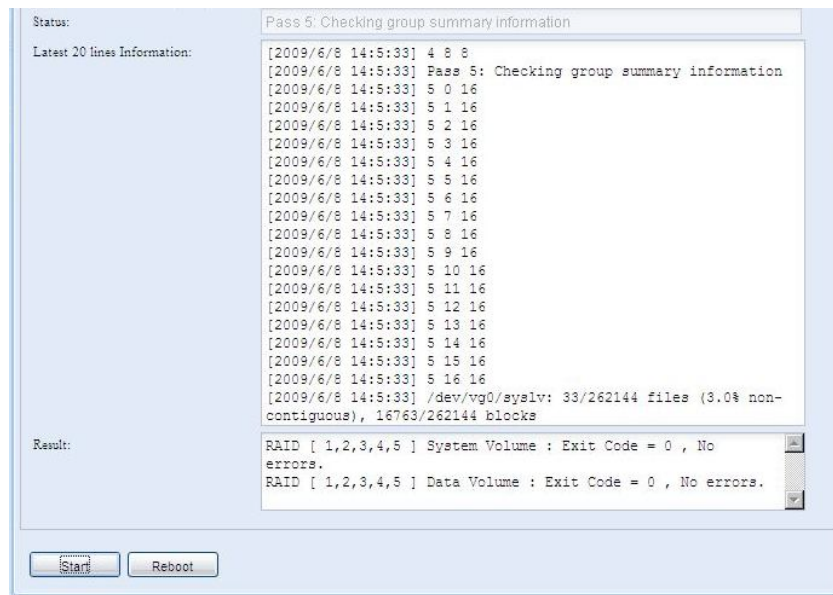 Status:
Pass 5: Checking group summary information
Latest 20 lines Information:
[2009/6/8 14:5:33] 4 8 8
[2009/6/8 14:5:33] Pass 5: Checking group summary information
[2009/6/8 14:5:33] 5 0 16
[2009/6/8 14:5:33] 5 1 16
[2009/6/8 14:5:33] 5 2 16
[2009/6/8 14:5:33] 5 3 16
[2009/6/8 14:5:33] 5 4 16
[2009/6/8 14:5:33] 5 5 16
[2009/6/8 14:5:33] 5 6 16
[2009/6/8 14:5:33] 5 7 16
[2009/6/8 14:5:33] 5 8 16
[2009/6/8 14:5:33] 5 9 16
[2009/6/8 14:5:33] 5 10 16
[2009/6/8 14:5:33] 5 11 16
[2009/6/8 14:5:33] 5 12 16
[2009/6/8 14:5:33] 5 13 16
[2009/6/8 14:5:33] 5 14 16
[2009/6/8 14:5:33] 5 15 16
[2009/6/8 14:5:33] 5 16 16
[2009/6/8 14:5:33] /dev/vg0/syslv: 33/262144 files (3.0% non-
contiguous), 16763/262144 blocks
Result:
RAID [ 1,2,3,4,5 ] System Volume : Exit Code = 0 , No
errors.
RAID [ 1,2,3,4,5 ] Data Volume : Exit Code = 0 , No errors.
Start
Reboot